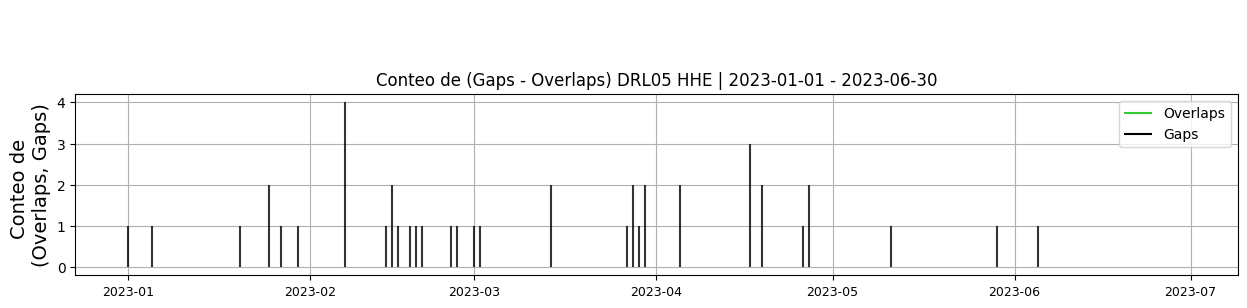 Conteo de (Gaps - Overlaps) DRL05 HHE | 2023-01-01 - 2023-06-30
Conteo de
(Overlaps, Gaps)
4
3
2
1
0
Overlaps
Gaps
2023-01
2023-02
2023-03
2023-04
2023-05
2023-06
2023-07